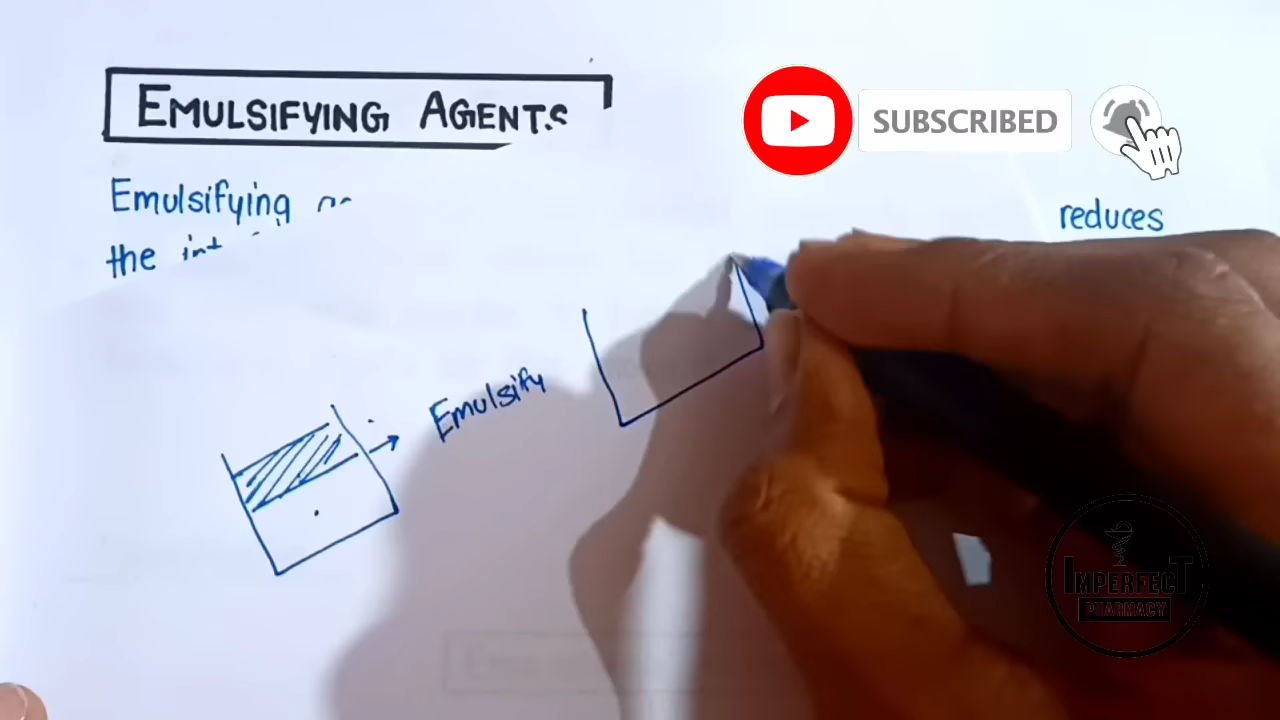 EMULSIFYING AGENTS
SUBSCRIBED
Emulsifying
reduces
the
Emulsify
IMPERFECT
PHARMACY